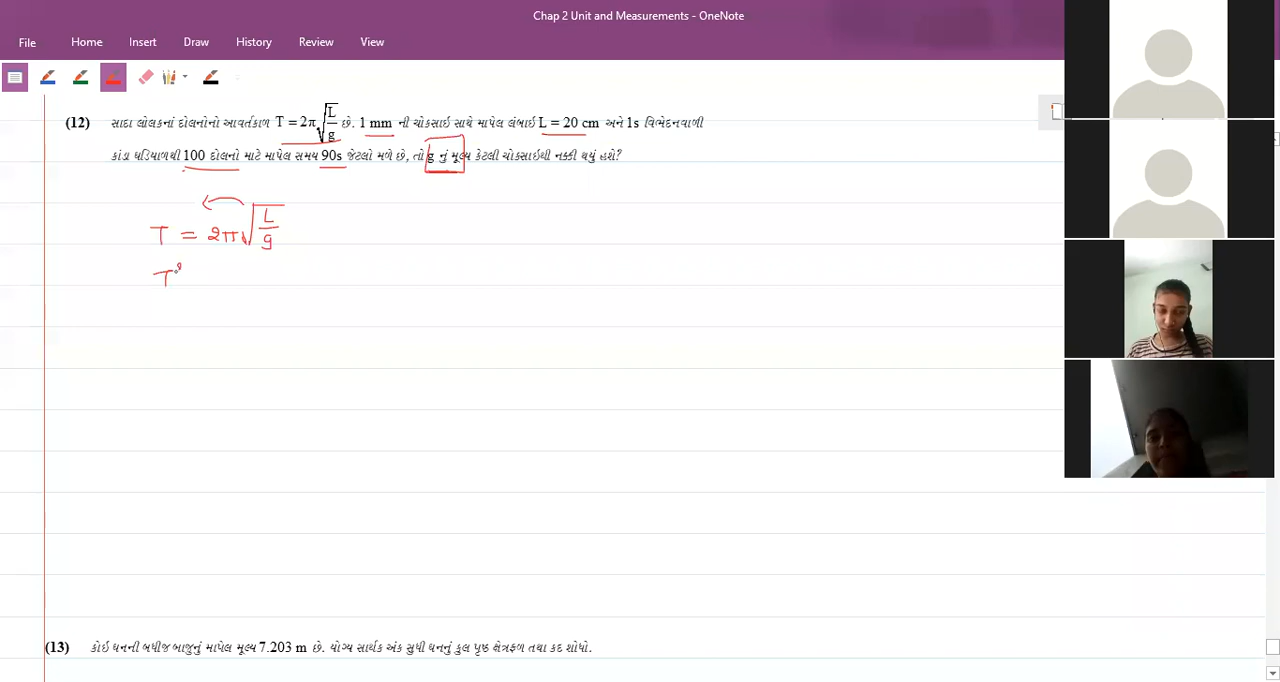 Chap 2 Unit and Measurements - OneNote
File Home Insert Draw History Review View
(12) સાદા લોલકનાં દોલનોનો આવર્તકાળ T = 2π√(L/g) છે. 1 mm ની ચોકસાઇ સાથે માપેલ લંબાઇ L = 20 cm અને 1s વિભેદનવાળી
કાંડા ઘડિયાળથી 100 દોલનો માટે માપેલ સમય 90s જેટલો મળે છે, તો g નું મૂલ્ય કેટલી ચોકસાઇથી નક્કી થયું હશે?
T = 2π√(L/g)
T²
(13) કોઇ ઘનની બધીજ બાજુનું માપેલ મૂલ્ય 7.203 m છે. યોગ્ય સાર્થક અંક સુધી ઘનનું કુલ પૃષ્ઠ ક્ષેત્રફળ તથા કદ શોધો.